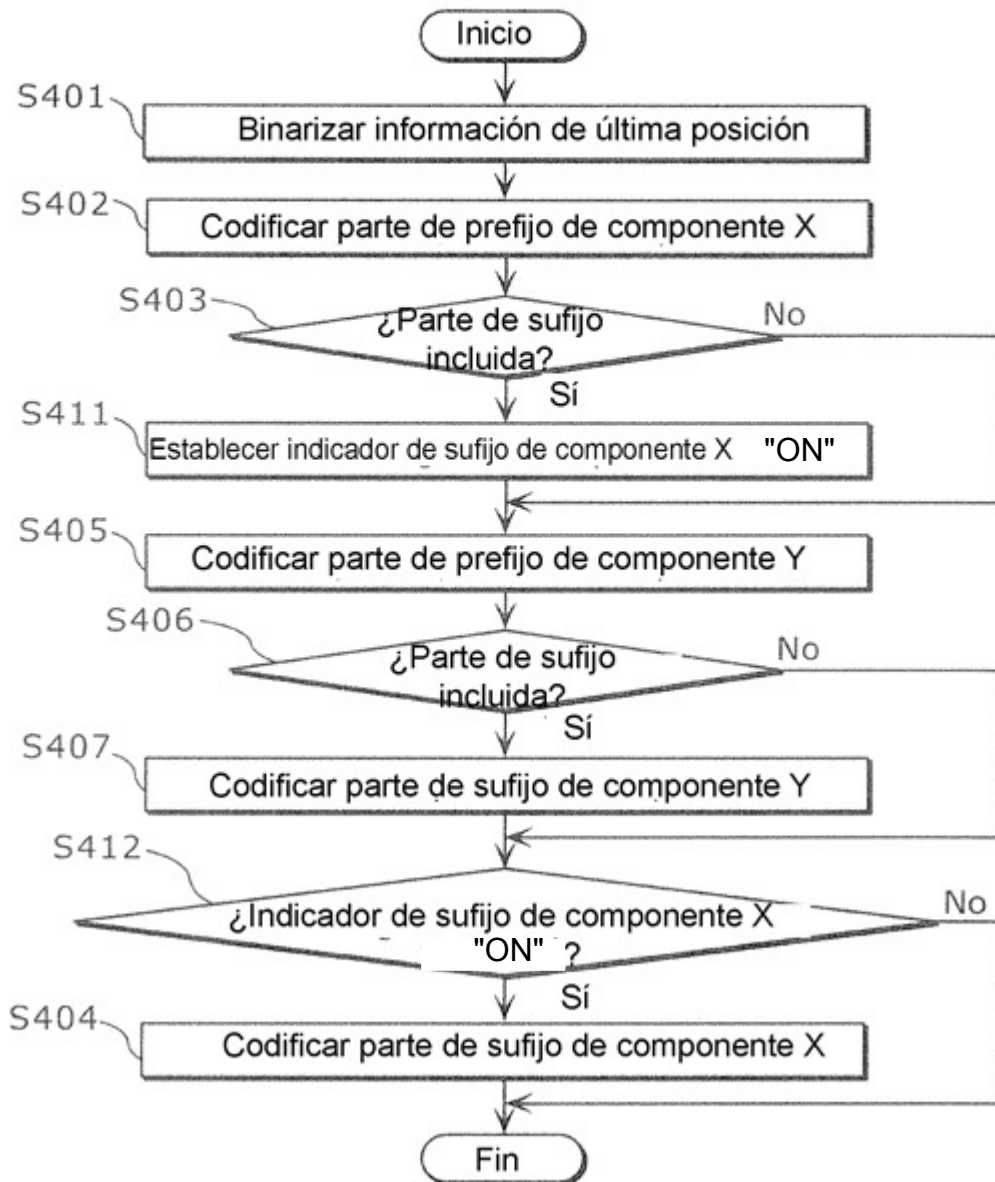 Inicio
S401
Binarizar información de última posición
S402
Codificar parte de prefijo de componente X
S403
¿Parte de sufijo
incluida?
No
Sí
S411
Establecer indicador de sufijo de componente X "ON"
S405
Codificar parte de prefijo de componente Y
S406
¿Parte de sufijo
incluida?
No
Sí
S407
Codificar parte de sufijo de componente Y
S412
¿Indicador de sufijo de componente X
"ON" ?
No
Sí
S404
Codificar parte de sufijo de componente X
Fin